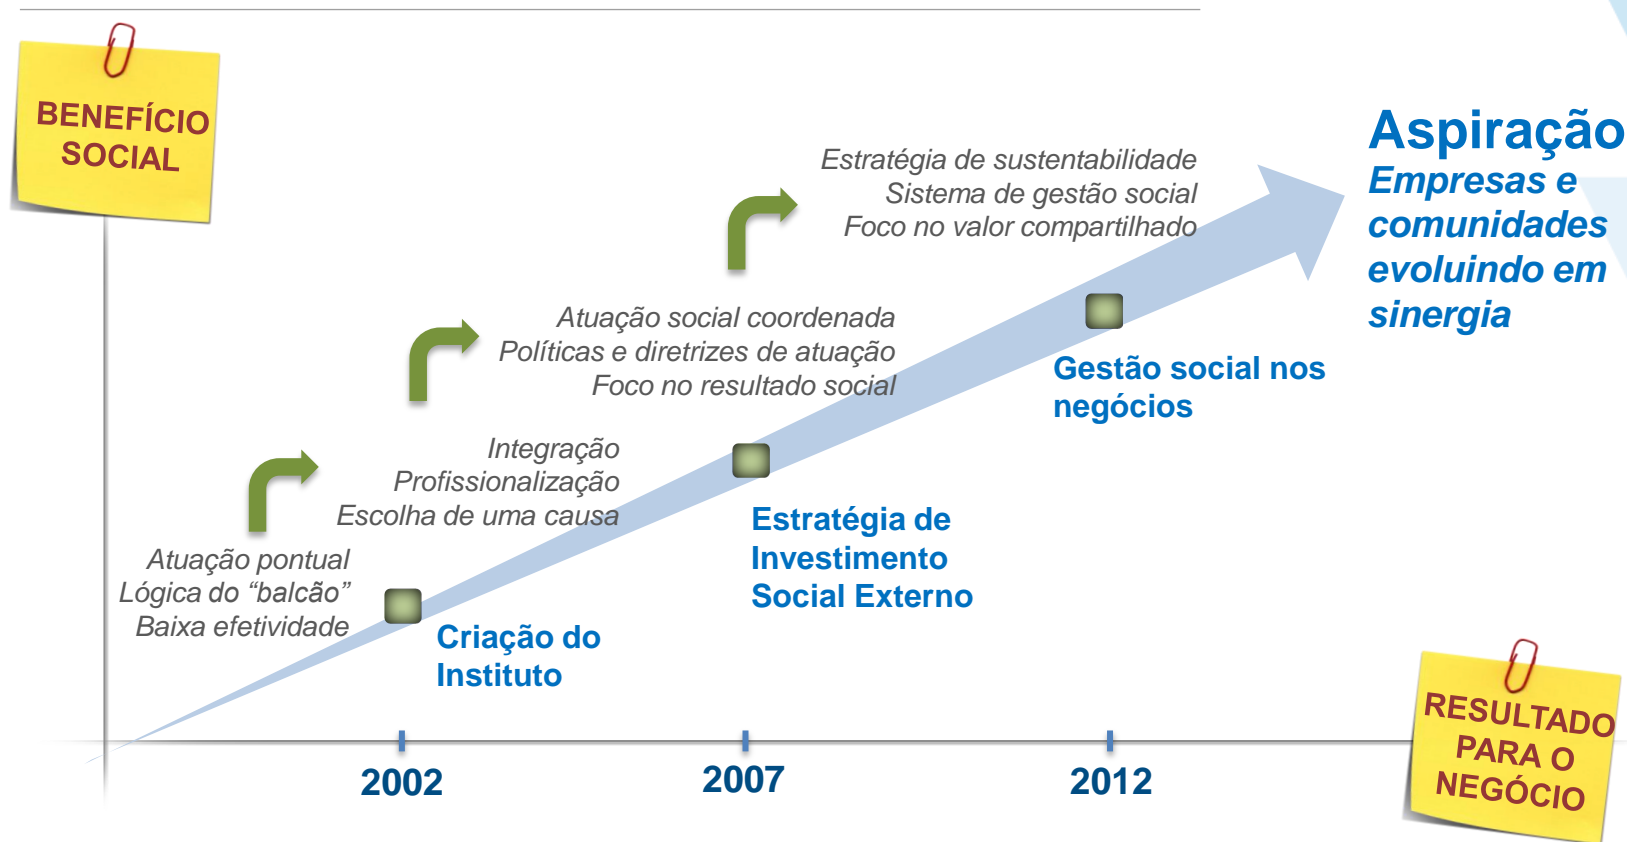 BENEFÍCIO
SOCIAL
Aspiração
Empresas e
comunidades
evoluindo em
sinergia
Estratégia de sustentabilidade
Sistema de gestão social
Foco no valor compartilhado
Atuação social coordenada
Políticas e diretrizes de atuação
Foco no resultado social
Gestão social nos
negócios
Integração
Profissionalização
Escolha de uma causa
Estratégia de
Investimento
Social Externo
Atuação pontual
Lógica do “balcão”
Baixa efetividade
Criação do
Instituto
RESULTADO
PARA O
NEGÓCIO
2002
2007
2012